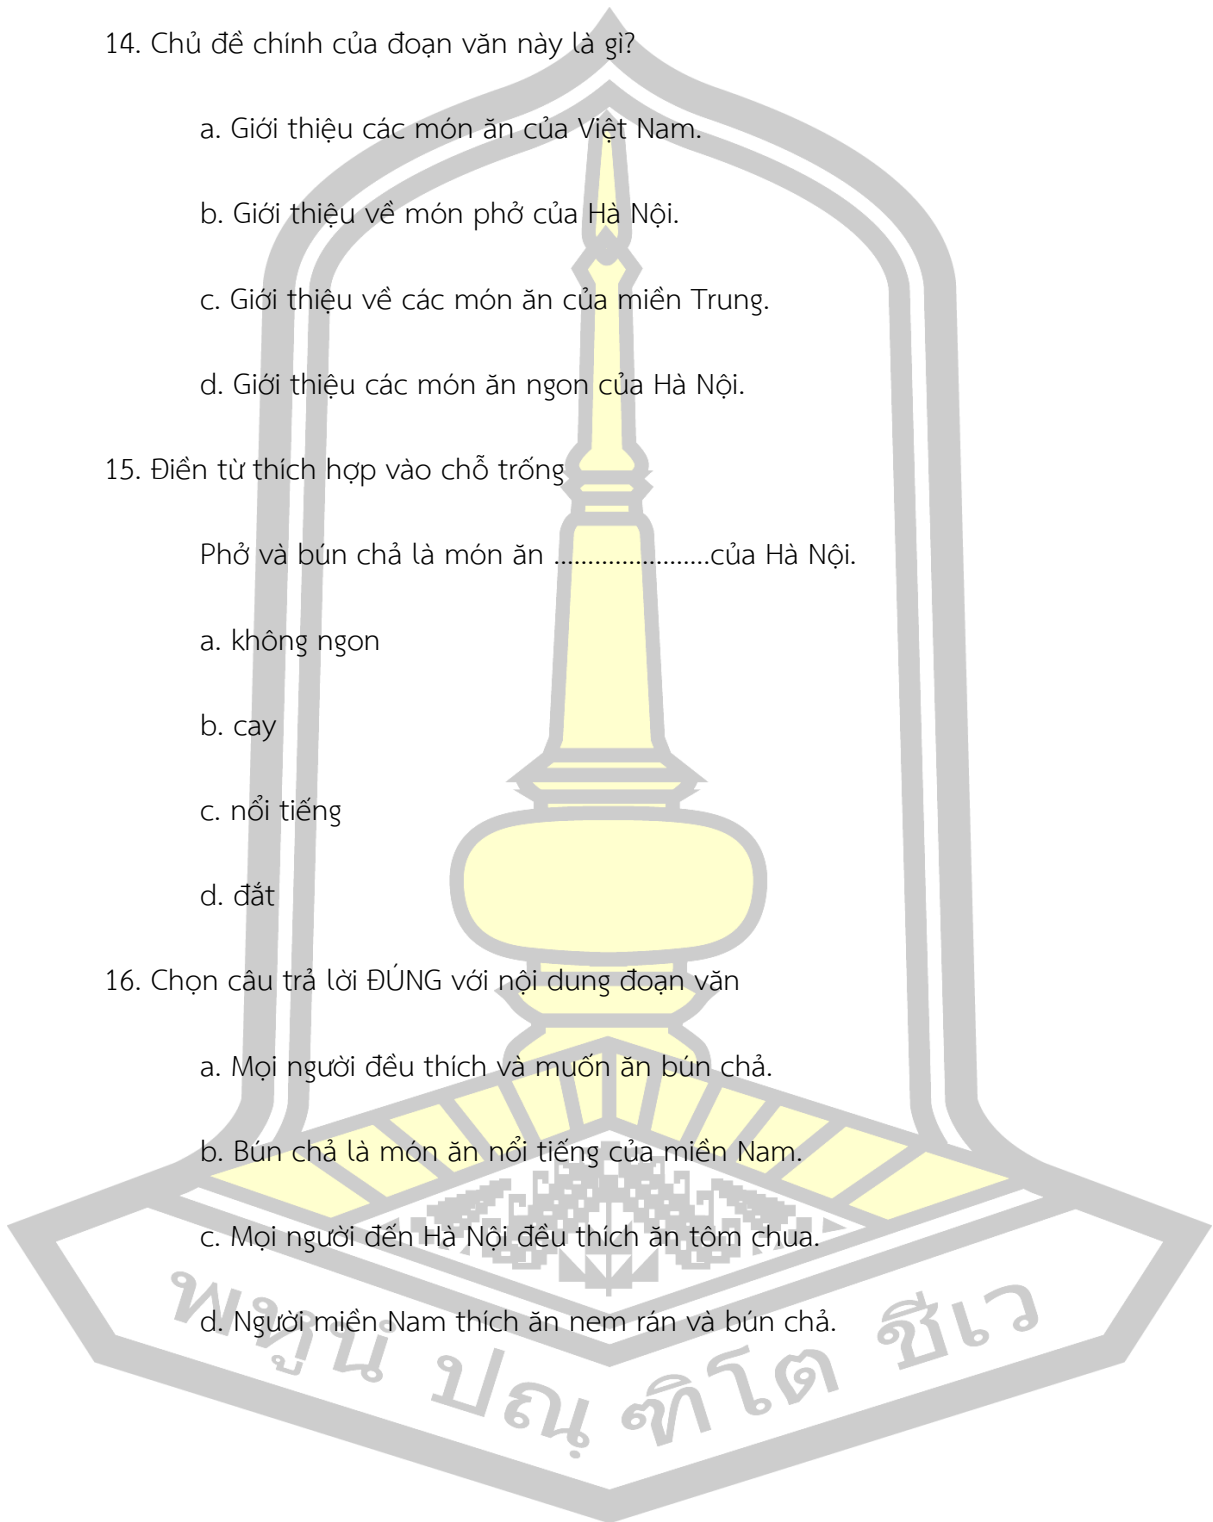 14. Chủ đề chính của đoạn văn này là gì?
a. Giới thiệu các món ăn của Việt Nam.
b. Giới thiệu về món phở của Hà Nội.
c. Giới thiệu về các món ăn của miền Trung.
d. Giới thiệu các món ăn ngon của Hà Nội.
15. Điền từ thích hợp vào chỗ trống
Phở và bún chả là món ăn .......................của Hà Nội.
a. không ngon
b. cay
c. nổi tiếng
d. đắt
16. Chọn câu trả lời ĐÚNG với nội dung đoạn văn
a. Mọi người đều thích và muốn ăn bún chả.
b. Bún chả là món ăn nổi tiếng của miền Nam.
c. Mọi người đến Hà Nội đều thích ăn tôm chua.
d. Người miền Nam thích ăn nem rán và bún chả.
พหูนํ ปณฺฑิโต ชีเว